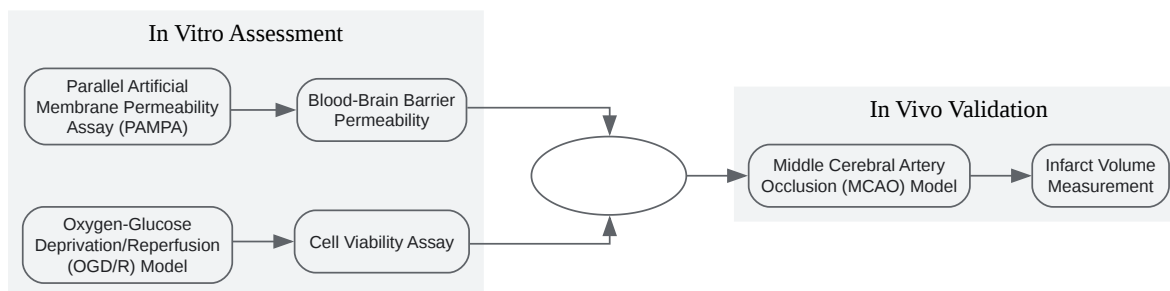 In Vitro Assessment
Parallel Artificial
Membrane Permeability
Assay (PAMPA)
Blood-Brain Barrier
Permeability
Oxygen-Glucose
Deprivation/Reperfusion
(OGD/R) Model
Cell Viability Assay
In Vivo Validation
Middle Cerebral Artery
Occlusion (MCAO) Model
Infarct Volume
Measurement